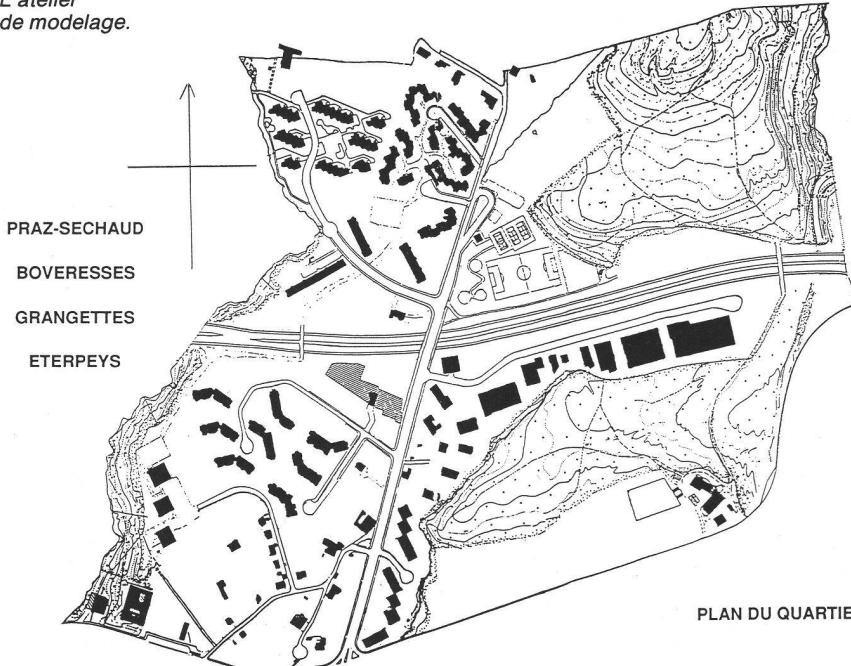 L'atelier
de modelage.
PRAZ-SECHAUD
BOVERESSES
GRANGETTES
ETERPEYS
PLAN DU QUARTIE